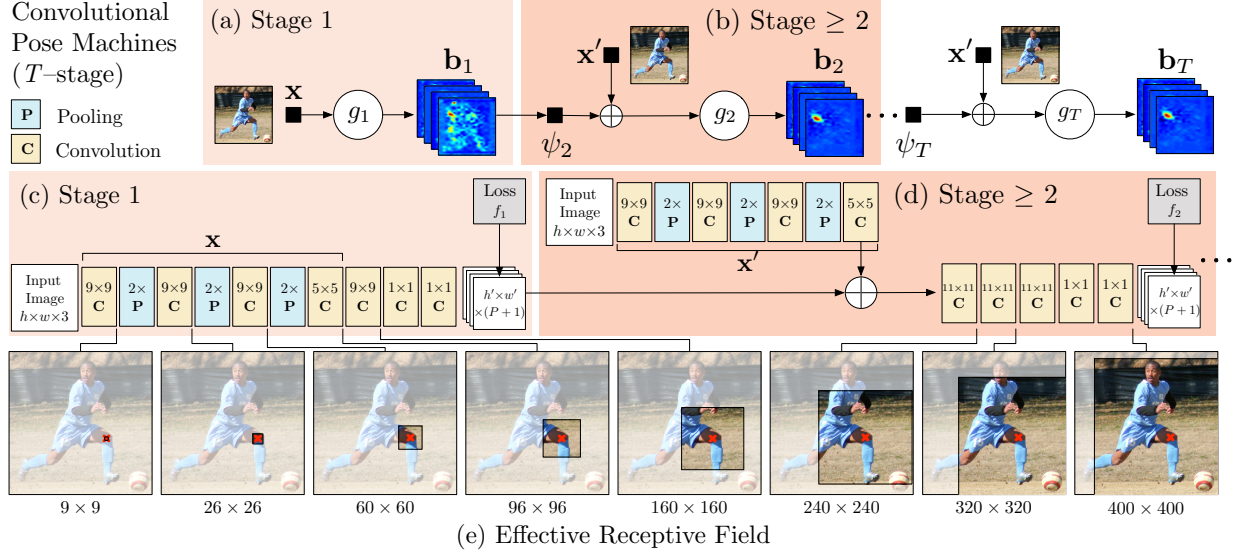 Convolutional
Pose Machines
(T–stage)
P Pooling
C Convolution
(a) Stage 1
x
g₁
b₁
(b) Stage ≥ 2
x′
ψ₂
⊕
g₂
b₂
• • •
x′
ψ_T
⊕
g_T
b_T
(c) Stage 1
Loss
f₁
x
Input
Image
h×w×3
9×9
C
2×
P
9×9
C
2×
P
9×9
C
2×
P
5×5
C
9×9
C
1×1
C
1×1
C
h′×w′
×(P+1)
(d) Stage ≥ 2
Input
Image
h×w×3
9×9
C
2×
P
9×9
C
2×
P
9×9
C
2×
P
5×5
C
x′
⊕
11×11
C
11×11
C
11×11
C
1×1
C
1×1
C
Loss
f₂
h′×w′
×(P+1)
• • •
9 × 9
26 × 26
60 × 60
96 × 96
160 × 160
240 × 240
320 × 320
400 × 400
(e) Effective Receptive Field